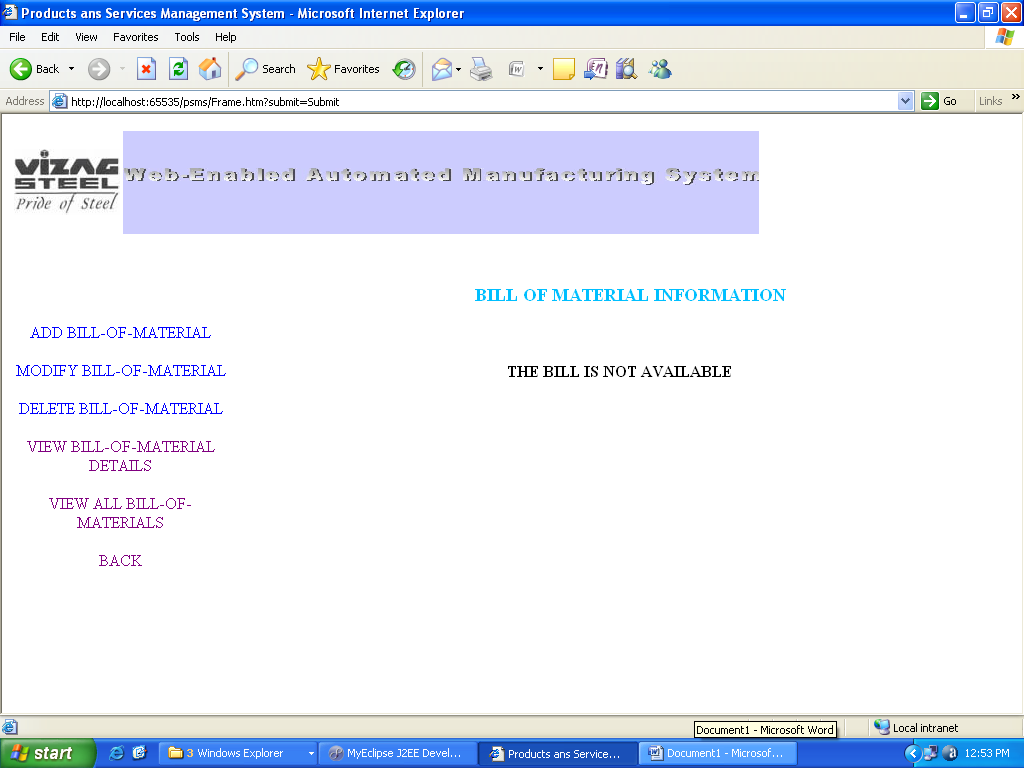 Products ans Services Management System - Microsoft Internet Explorer
File Edit View Favorites Tools Help
Back Search Favorites
Address http://localhost:65535/psms/Frame.htm?submit=Submit Go Links »
VIZAG
STEEL
Pride of Steel
Web-Enabled Automated Manufacturing System
BILL OF MATERIAL INFORMATION
ADD BILL-OF-MATERIAL
MODIFY BILL-OF-MATERIAL
THE BILL IS NOT AVAILABLE
DELETE BILL-OF-MATERIAL
VIEW BILL-OF-MATERIAL
DETAILS
VIEW ALL BILL-OF-
MATERIALS
BACK
Document1 - Microsoft Word
Local intranet
start 3 Windows Explorer MyEclipse J2EE Devel... Products ans Service... Document1 - Microsof... 12:53 PM